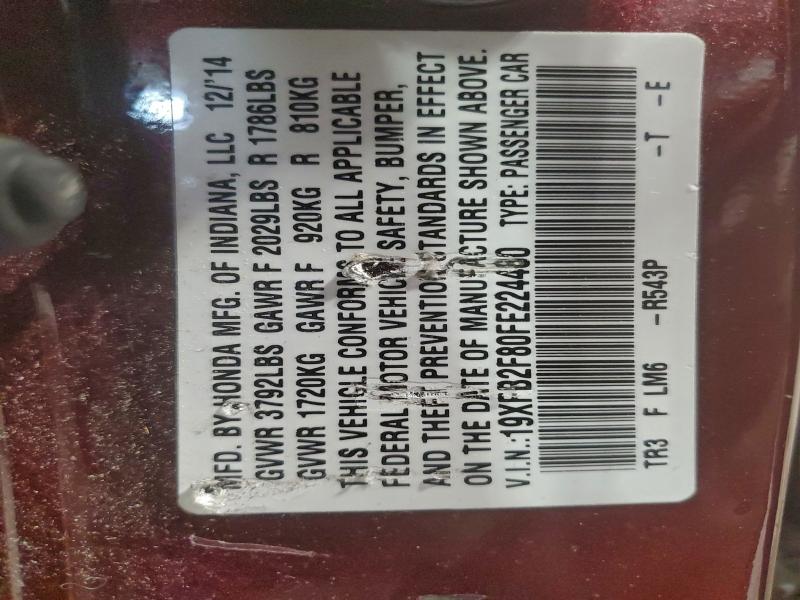 MFD. BY HONDA MFG. OF INDIANA, LLC 12/'14
GVWR 3792LBS GAWR F 2029LBS R 1786LBS
GVWR 1720KG GAWR F 920KG R 810KG
THIS VEHICLE CONFORMS TO ALL APPLICABLE
FEDERAL MOTOR VEHICLE SAFETY, BUMPER,
AND THEFT PREVENTION STANDARDS IN EFFECT
ON THE DATE OF MANUFACTURE SHOWN ABOVE.
V.I.N.:19XFB2F80FE224480 TYPE: PASSENGER CAR
TR3 F LM6 -R543P -T -E